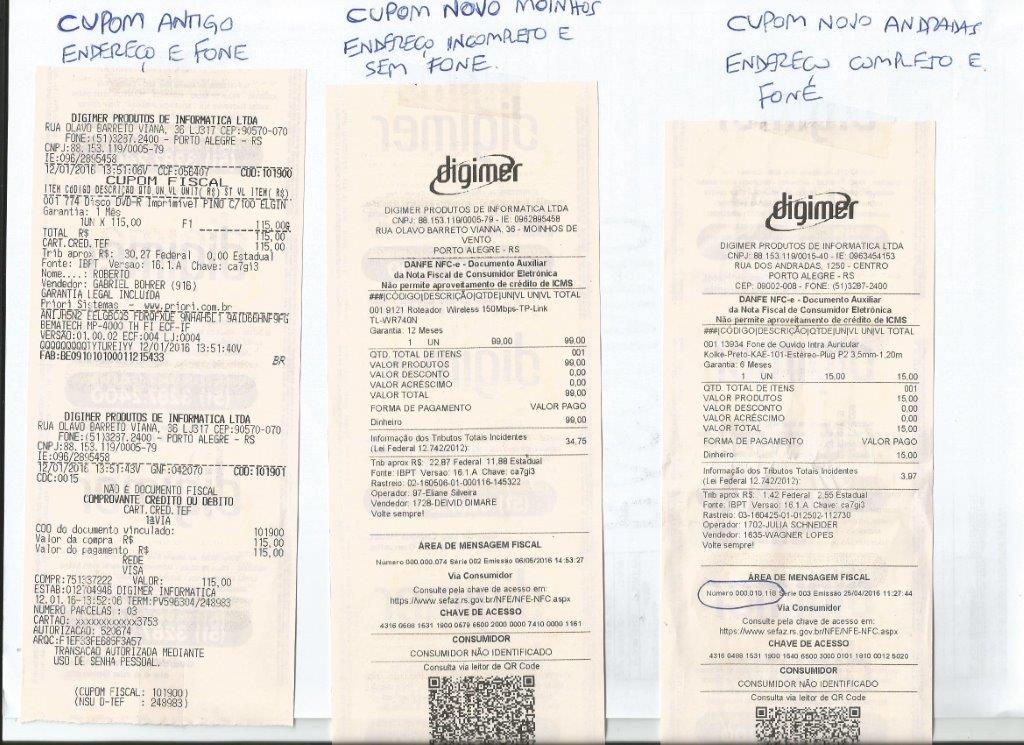 CUPOM ANTIGO
ENDEREÇO E FONE
DIGIMER PRODUTOS DE INFORMATICA LTDA
RUA OLAVO BARRETO VIANA, 36 LJ317 CEP:90570-070
FONE:(51)3287.2400 - PORTO ALEGRE - RS
CNPJ:88.153.119/0005-79
IE:096/2895458
12/01/2016 13:51:06V CCF:056407 COO:101900
CUPOM FISCAL
ITEM CÓDIGO DESCRIÇÃO QTD.UN.VL UNIT( R$) ST VL ITEM( R$)
001 774 Disco DVD-R Imprimivel PINO C/100 ELGIN
Garantia: 1 Mês
1UN X 115,00 F1 115,00
TOTAL R$ 115,00
CART.CRED.TEF 115,00
Trib aprox R$: 30,27 Federal 0,00 Estadual
Fonte: IBPT Versao: 16.1.A Chave: ca7gi3
Nome....: ROBERTO
Vendedor: GABRIEL BOHRER (916)
GARANTIA LEGAL INCLUIDA
Priori Sistemas - www.priori.com.br
BEMATECH MP-4000 TH FI ECF-IF
VERSÃO:01.00.02 ECF:004 LJ:0004
QQQQQQQQQTYTUREIYY 12/01/2016 13:51:40V
FAB:BE091010100011215433 BR
DIGIMER PRODUTOS DE INFORMATICA LTDA
RUA OLAVO BARRETO VIANA, 36 LJ317 CEP:90570-070
FONE:(51)3287.2400 - PORTO ALEGRE - RS
CNPJ:88.153.119/0005-79
IE:096/2895458
12/01/2016 13:51:43V GNF:042070 COO:101901
CDC:0015
NÃO É DOCUMENTO FISCAL
COMPROVANTE CRÉDITO OU DÉBITO
CART.CRED.TEF
1ªVIA
COO do documento vinculado: 101900
Valor da compra R$ 115,00
Valor do pagamento R$ 115,00
REDE
VISA
COMPR:751337222 VALOR: 115,00
ESTAB:012704946 DIGIMER INFORMATICA
12.01.16-13:52:06 TERM:PV596304/248983
NUMERO PARCELAS : 03
CARTAO: xxxxxxxxxxxx3753
AUTORIZACAO: 520674
ARQC:F1EF33FE685F3A57
TRANSACAO AUTORIZADA MEDIANTE
USO DE SENHA PESSOAL.
(CUPOM FISCAL: 101900)
(NSU D-TEF : 248983)
CUPOM NOVO MOINHOS
ENDEREÇO INCOMPLETO E
SEM FONE.
digimer
DIGIMER PRODUTOS DE INFORMATICA LTDA
CNPJ: 88.153.119/0005-79 - IE: 0962895458
RUA OLAVO BARRETO VIANNA, 36 - MOINHOS DE
VENTO
PORTO ALEGRE - RS
DANFE NFC-e - Documento Auxiliar
da Nota Fiscal de Consumidor Eletrônica
Não permite aproveitamento de crédito de ICMS
###|CÓDIGO|DESCRIÇÃO|QTDE|UN|VL UN|VL TOTAL
001 9121 Roteador Wireless 150Mbps-TP-Link
TL-WR740N
Garantia: 12 Meses
1 UN 99,00 99,00
QTD. TOTAL DE ITENS 001
VALOR PRODUTOS 99,00
VALOR DESCONTO 0,00
VALOR ACRÉSCIMO 0,00
VALOR TOTAL 99,00
FORMA DE PAGAMENTO VALOR PAGO
Dinheiro 99,00
Informação dos Tributos Totais Incidentes 34,75
(Lei Federal 12.742/2012):
Trib aprox R$: 22,87 Federal 11,88 Estadual
Fonte: IBPT Versao: 16.1.A Chave: ca7gi3
Rastreio: 02-160506-01-000116-145322
Operador: 97-Eliane Silveira
Vendedor: 1728-DEIVID DIMARE
Volte sempre!
ÁREA DE MENSAGEM FISCAL
Número 000.000.074 Série 002 Emissão 06/05/2016 14:53:27
Via Consumidor
Consulte pela chave de acesso em:
https://www.sefaz.rs.gov.br/NFE/NFE-NFC.aspx
CHAVE DE ACESSO
CONSUMIDOR
CONSUMIDOR NÃO IDENTIFICADO
Consulta via leitor de QR Code
CUPOM NOVO ANDRADAS
ENDEREÇO COMPLETO E
FONE
digimer
DIGIMER PRODUTOS DE INFORMATICA LTDA
CNPJ: 88.153.119/0015-40 - IE: 0963454153
RUA DOS ANDRADAS, 1250 - CENTRO
PORTO ALEGRE - RS
CEP: 09002-008 - FONE: (51)3287-2400
DANFE NFC-e - Documento Auxiliar
da Nota Fiscal de Consumidor Eletrônica
Não permite aproveitamento de crédito de ICMS
###|CÓDIGO|DESCRIÇÃO|QTDE|UN|VL UN|VL TOTAL
001 13934 Fone de Ouvido Intra Auricular
Kolke-Preto-KAE-101-Estéreo-Plug P2 3,5mm-1,20m
Garantia: 6 Meses
1 UN 15,00 15,00
QTD. TOTAL DE ITENS 001
VALOR PRODUTOS 15,00
VALOR DESCONTO 0,00
VALOR ACRÉSCIMO 0,00
VALOR TOTAL 15,00
FORMA DE PAGAMENTO VALOR PAGO
Dinheiro 15,00
Informação dos Tributos Totais Incidentes 3,97
(Lei Federal 12.742/2012):
Trib aprox R$: 1,42 Federal 2,55 Estadual
Fonte: IBPT Versao: 16.1.A Chave: ca7gi3
Rastreio: 03-160425-01-012502-112730
Operador: 1702-JULIA SCHNEIDER
Vendedor: 1635-WAGNER LOPES
Volte sempre!
ÁREA DE MENSAGEM FISCAL
Número 000.010.118 Série 003 Emissão 25/04/2016 11:27:44
Via Consumidor
Consulte pela chave de acesso em:
https://www.sefaz.rs.gov.br/NFE/NFE-NFC.aspx
CHAVE DE ACESSO
CONSUMIDOR
CONSUMIDOR NÃO IDENTIFICADO
Consulta via leitor de QR Code